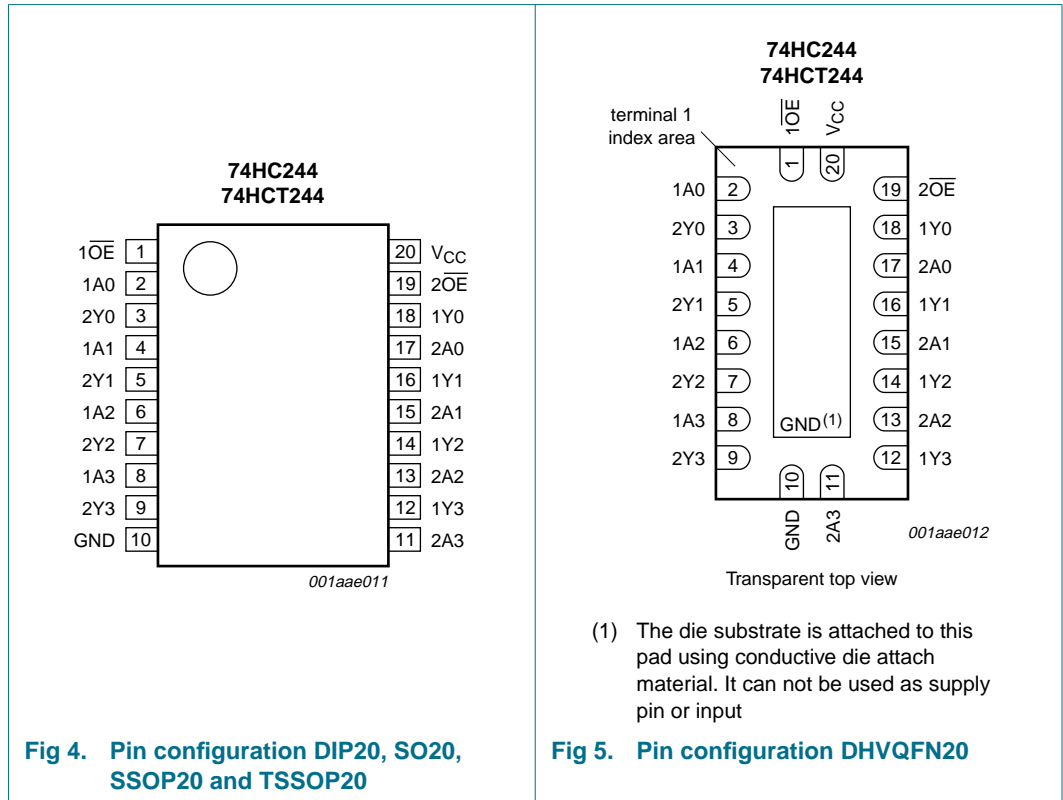 74HC244
74HCT244
1O̅E̅ 1
1A0 2
2Y0 3
1A1 4
2Y1 5
1A2 6
2Y2 7
1A3 8
2Y3 9
GND 10
20 VCC
19 2O̅E̅
18 1Y0
17 2A0
16 1Y1
15 2A1
14 1Y2
13 2A2
12 1Y3
11 2A3
001aae011
Fig 4. Pin configuration DIP20, SO20,
SSOP20 and TSSOP20
74HC244
74HCT244
terminal 1
index area
1O̅E̅
VCC
1
20
1A0 2
2Y0 3
1A1 4
2Y1 5
1A2 6
2Y2 7
1A3 8
2Y3 9
19 2O̅E̅
18 1Y0
17 2A0
16 1Y1
15 2A1
14 1Y2
13 2A2
12 1Y3
GND(1)
10
11
GND
2A3
001aae012
Transparent top view
(1) The die substrate is attached to this
pad using conductive die attach
material. It can not be used as supply
pin or input
Fig 5. Pin configuration DHVQFN20